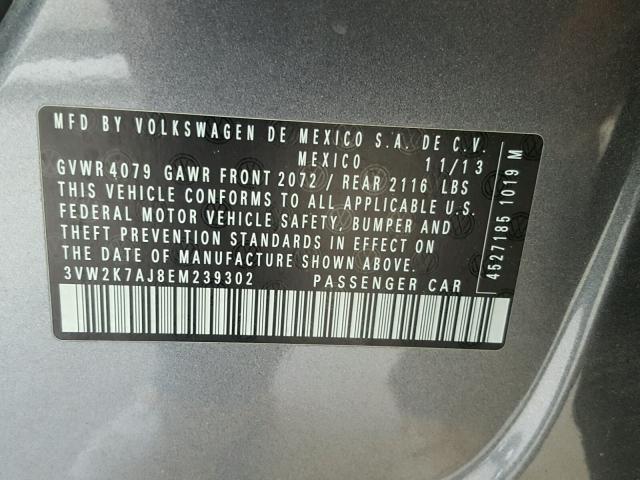 MFD BY VOLKSWAGEN DE MEXICO S.A. DE C.V.
MEXICO 11/13
GVWR 4079 GAWR FRONT 2072 / REAR 2116 LBS
THIS VEHICLE CONFORMS TO ALL APPLICABLE U.S.
FEDERAL MOTOR VEHICLE SAFETY, BUMPER AND
THEFT PREVENTION STANDARDS IN EFFECT ON
THE DATE OF MANUFACTURE SHOWN ABOVE.
3VW2K7AJ8EM239302 PASSENGER CAR
4527185 1019 M